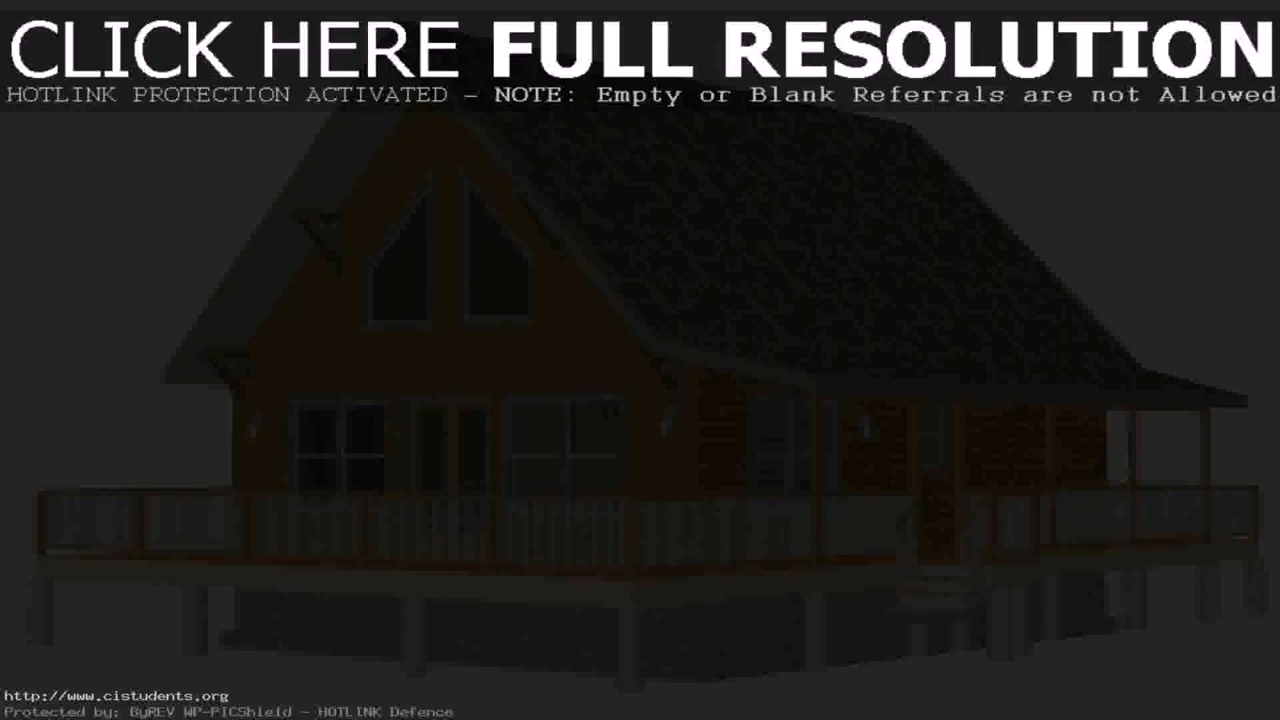 CLICK HERE FULL RESOLUTION
HOTLINK PROTECTION ACTIVATED – NOTE: Empty or Blank Referrals are not Allowed
http://www.cistudents.org
Protected by: ByREV WP-PICShield – HOTLINK Defence